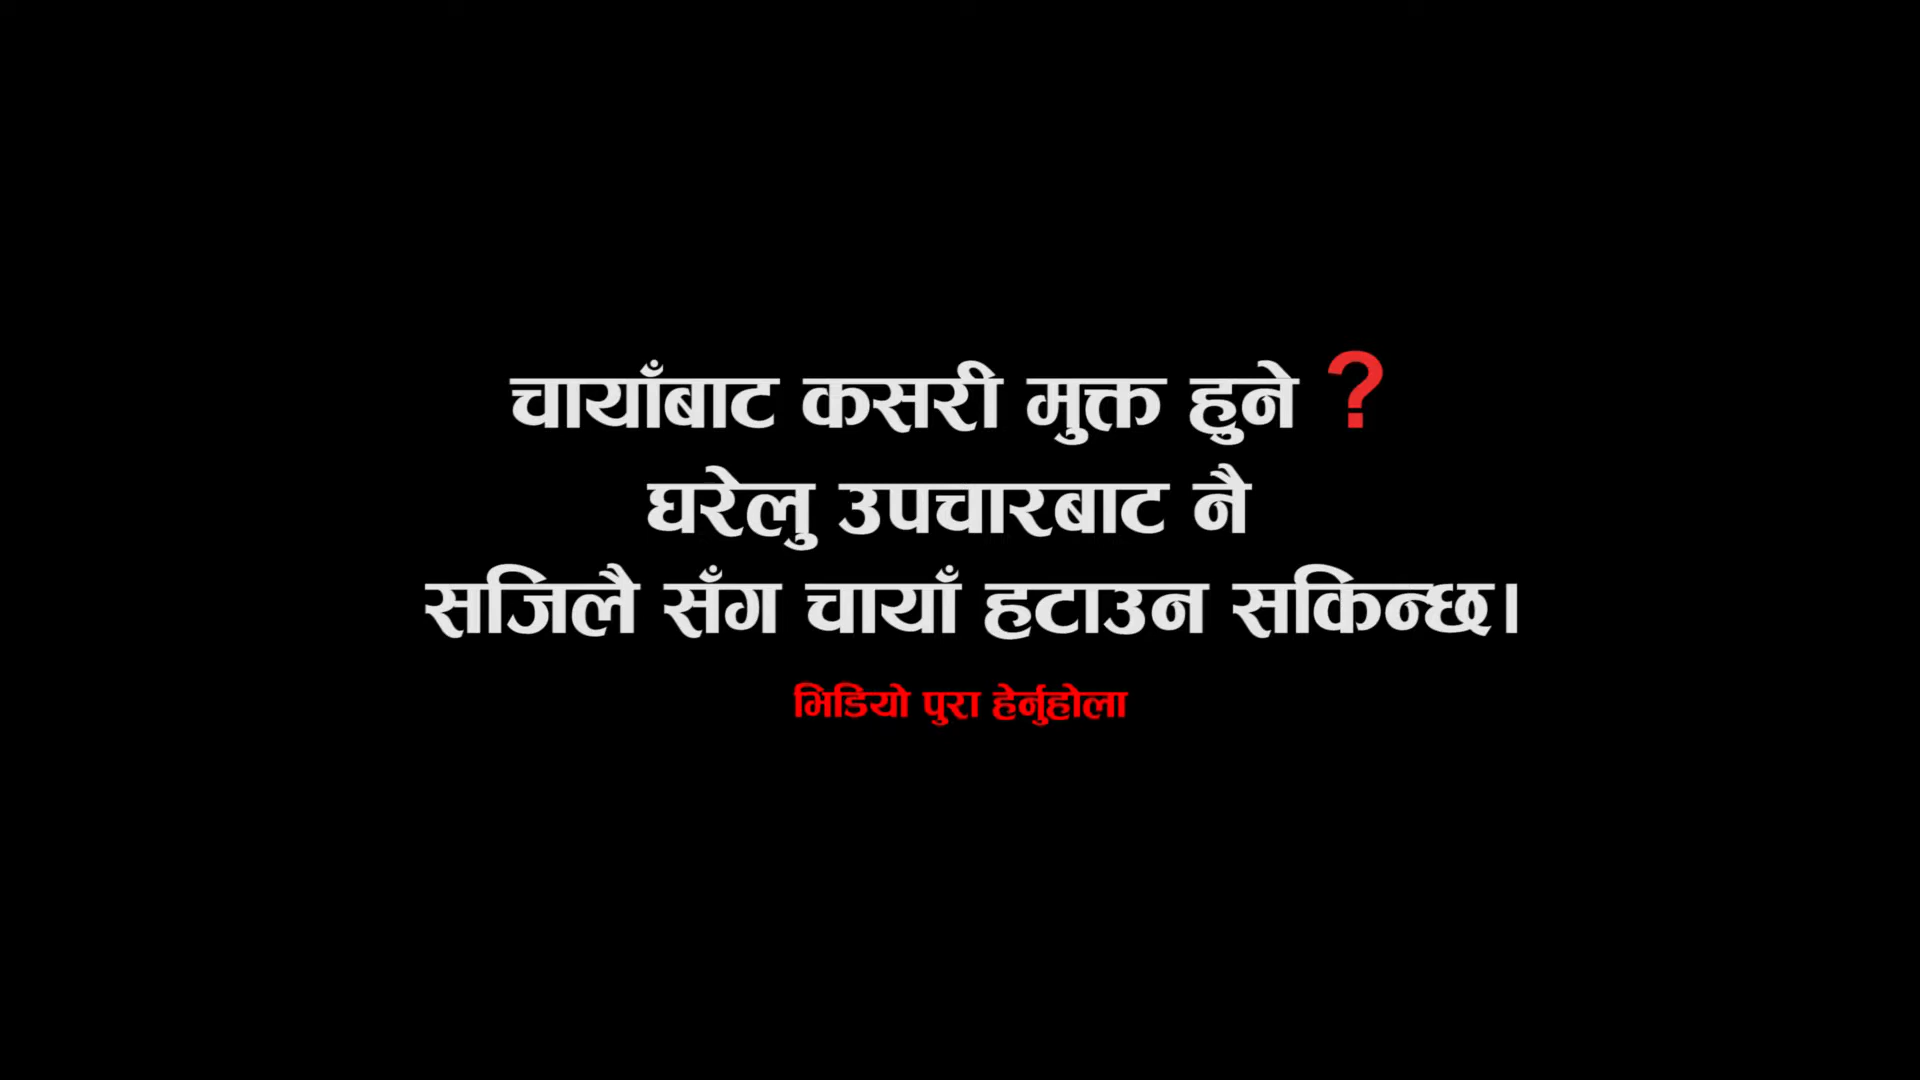 चायाँबाट कसरी मुक्त हुने ?
घरेलु उपचारबाट नै
सजिलै सँग चायाँ हटाउन सकिन्छ।
भिडियो पुरा हेर्नुहोला